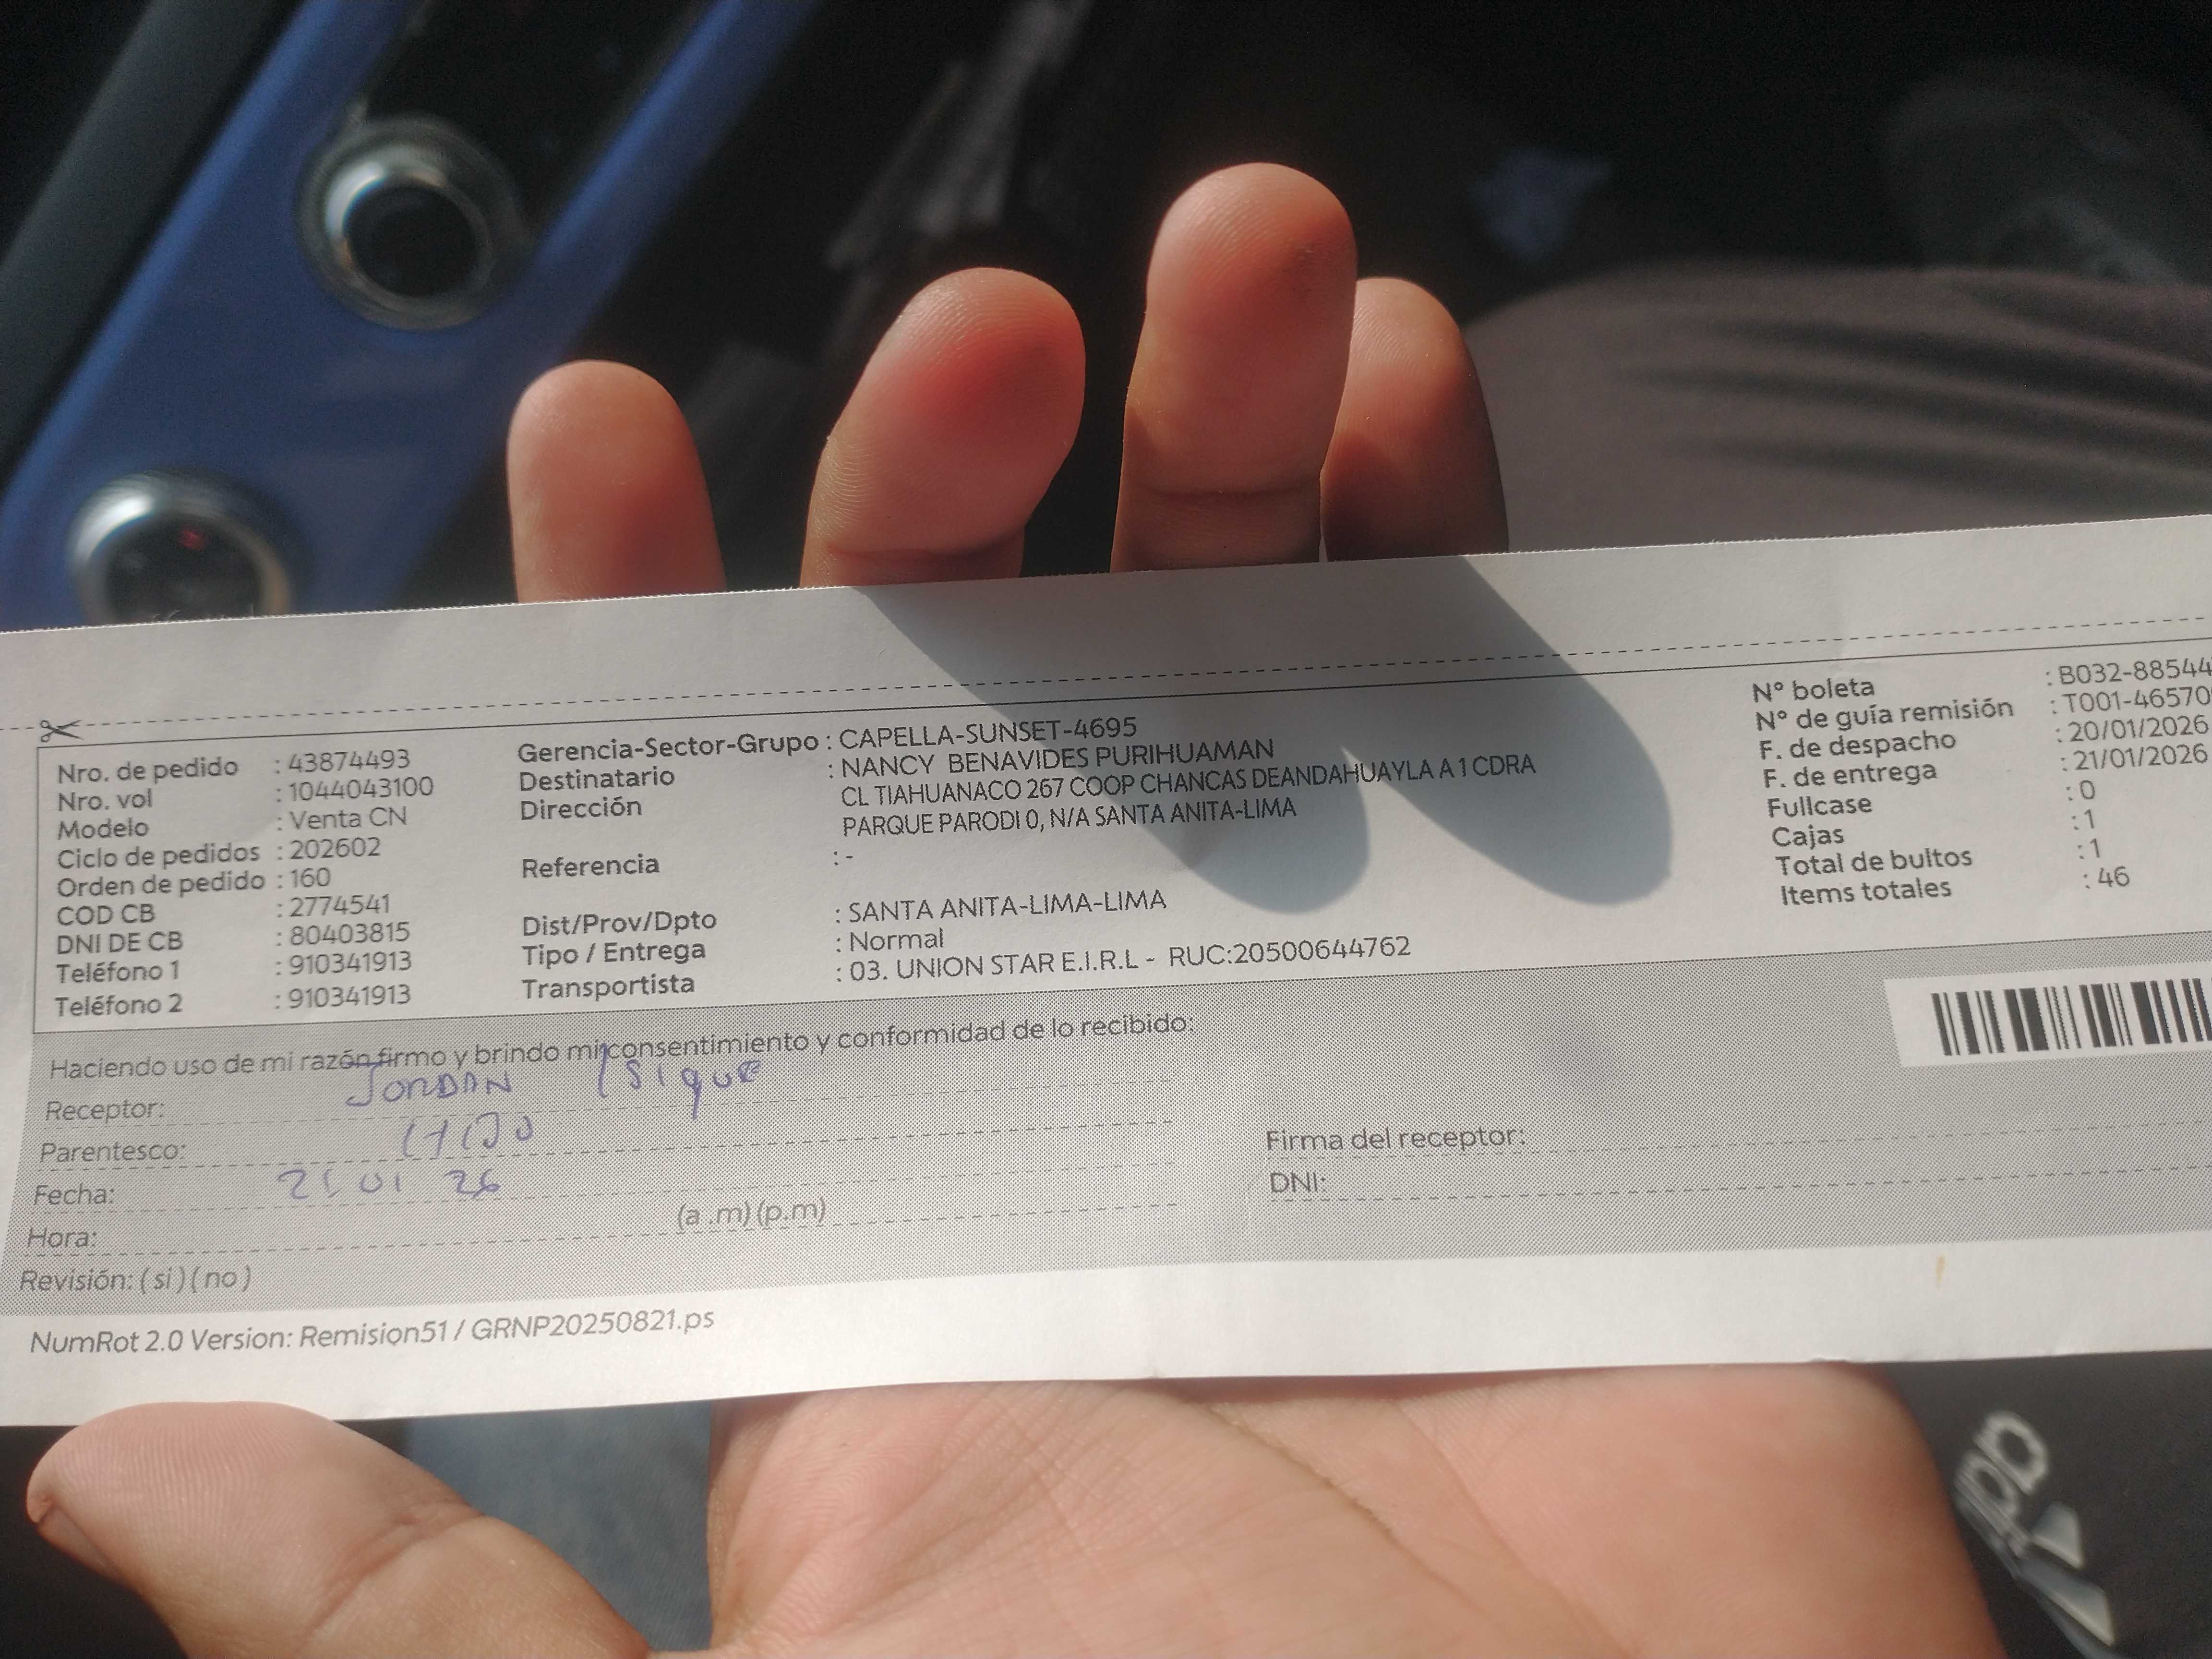 Nro. de pedido : 43874493
Nro. vol : 1044043100
Modelo : Venta CN
Ciclo de pedidos : 202602
Orden de pedido : 160
COD CB : 2774541
DNI DE CB : 80403815
Teléfono 1 : 910341913
Teléfono 2 : 910341913
Gerencia-Sector-Grupo : CAPELLA-SUNSET-4695
Destinatario : NANCY BENAVIDES PURIHUAMAN
Dirección CL TIAHUANACO 267 COOP CHANCAS DEANDAHUAYLA A 1 CDRA
PARQUE PARODI 0, N/A SANTA ANITA-LIMA
Referencia : -
Dist/Prov/Dpto : SANTA ANITA-LIMA-LIMA
Tipo / Entrega : Normal
Transportista : 03. UNION STAR E.I.R.L - RUC:20500644762
N° boleta : B032-88544
N° de guía remisión : T001-46570
F. de despacho : 20/01/2026
F. de entrega : 21/01/2026
Fullcase : 0
Cajas : 1
Total de bultos : 1
Items totales : 46
Haciendo uso de mi razón firmo y brindo mi consentimiento y conformidad de lo recibido:
Receptor: JORDAN Isique
Parentesco: HIJO
Fecha: 21 01 26
Hora: (a .m) (p.m)
Revisión: ( si ) ( no )
Firma del receptor:
DNI:
NumRot 2.0 Version: Remision51 / GRNP20250821.ps